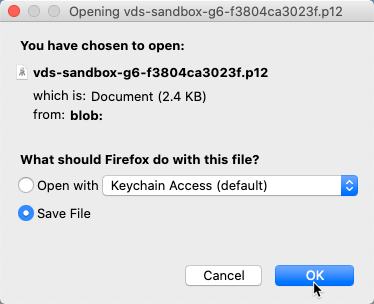 Opening vds-sandbox-g6-f3804ca3023f.p12
You have chosen to open:
vds-sandbox-g6-f3804ca3023f.p12
which is: Document (2.4 KB)
from: blob:
What should Firefox do with this file?
Open with Keychain Access (default)
Save File
Cancel OK